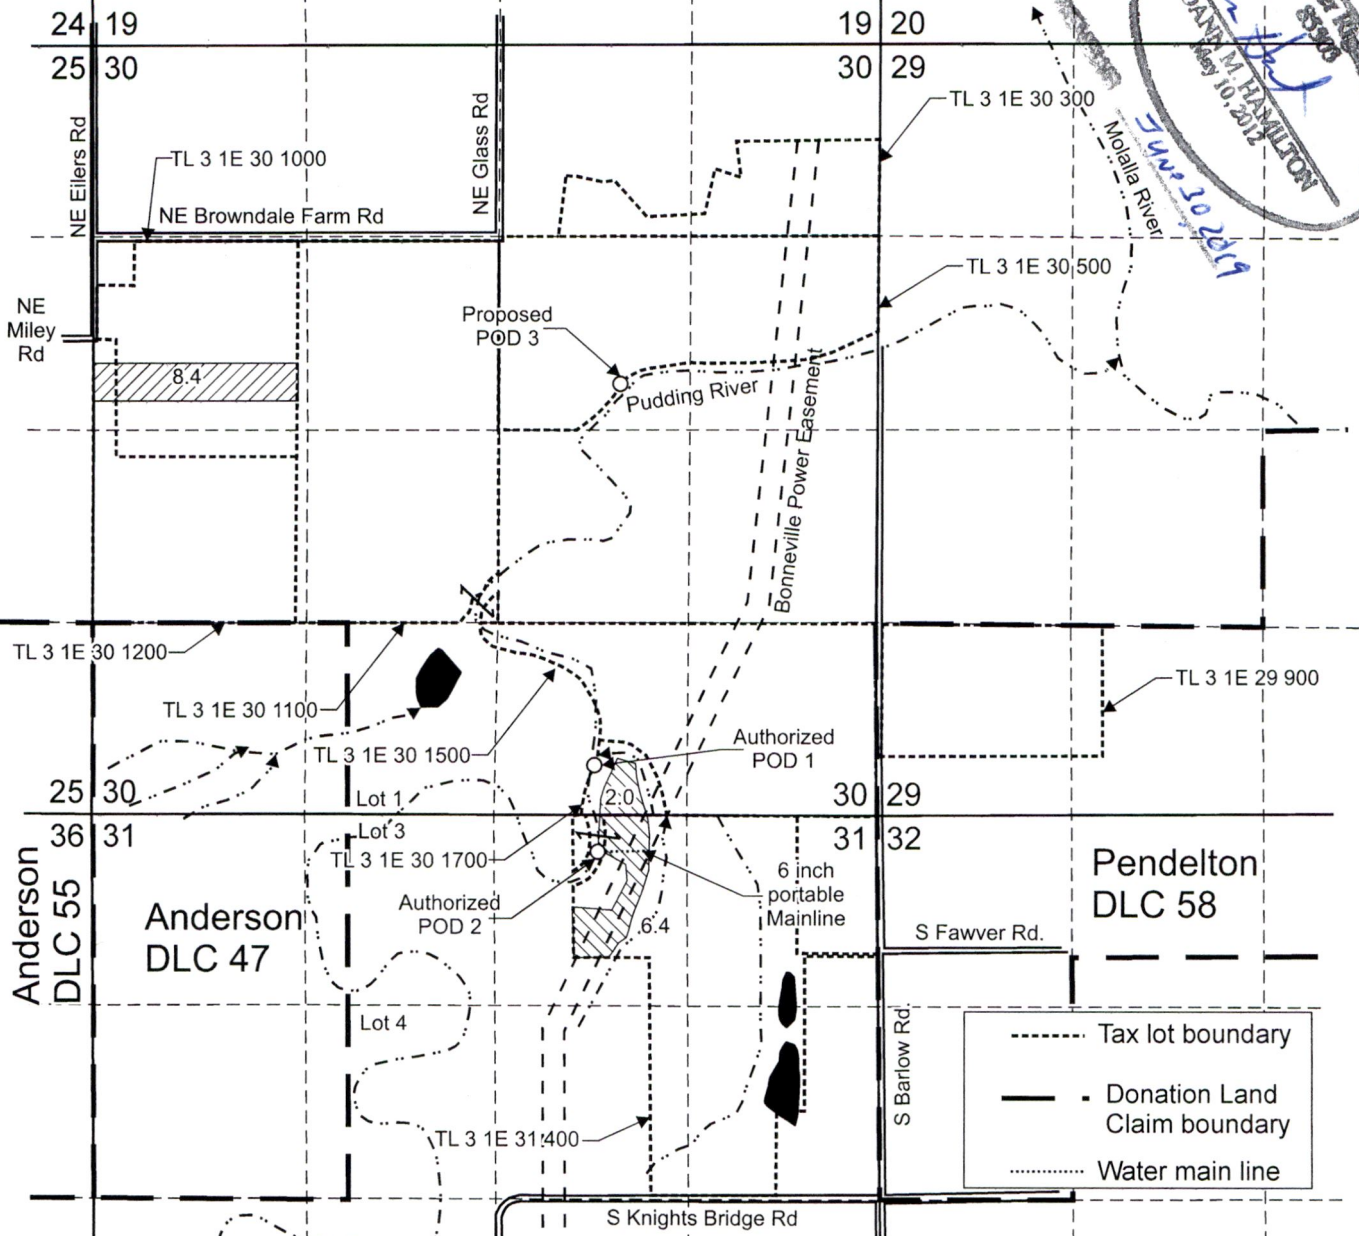 24 19
19 20
25 30
30 29
JOANN M. HAMILTON
May 10, 2012
June 30 2019
NE Eilers Rd
NE Glass Rd
TL 3 1E 30 300
TL 3 1E 30 1000
NE Browndale Farm Rd
Molalla River
TL 3 1E 30 500
NE
Miley
Rd
Proposed
POD 3
8.4
Pudding River
Bonneville Power Easement
TL 3 1E 30 1200
TL 3 1E 29 900
TL 3 1E 30 1100
TL 3 1E 30 1500
Authorized
POD 1
25 30
Lot 1
2.0
30 29
36 31
Lot 3
31 32
TL 3 1E 30 1700
6 inch
portable
Mainline
Pendelton
DLC 58
Anderson
DLC 55
Anderson
DLC 47
Authorized
POD 2
6.4
S Fawver Rd.
Lot 4
S Barlow Rd
Tax lot boundary
Donation Land
Claim boundary
Water main line
TL 3 1E 31 400
S Knights Bridge Rd